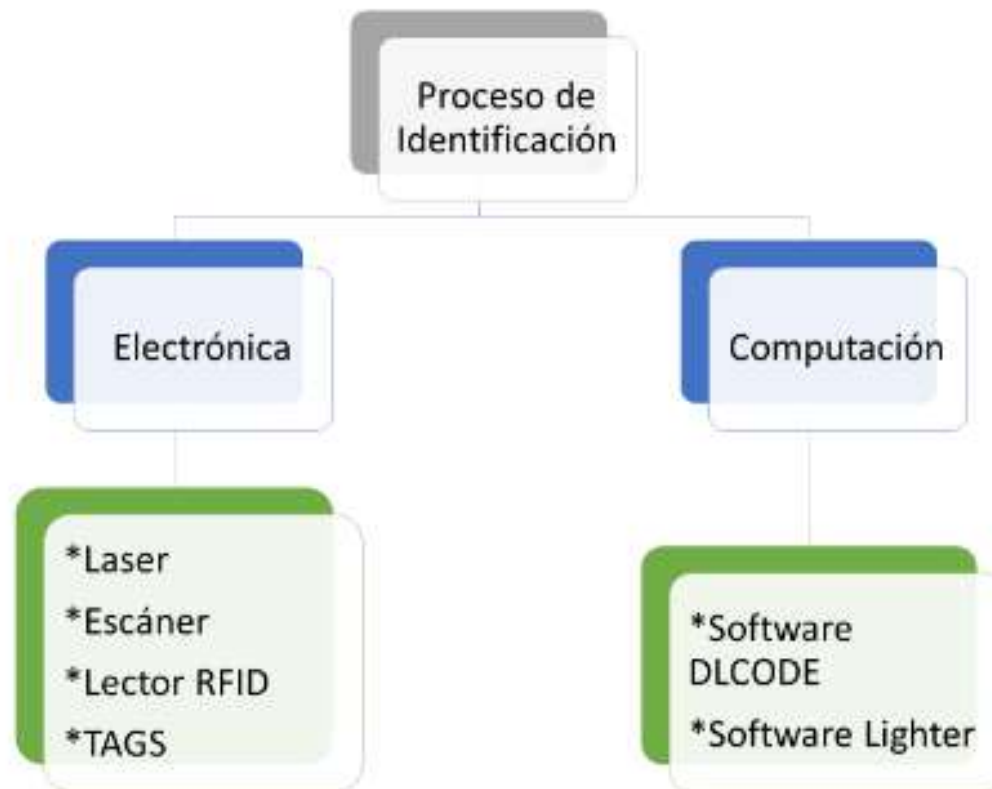 Proceso de
Identificación
Electrónica
Computación
*Laser
*Escáner
*Lector RFID
*TAGS
*Software
DLCODE
*Software Lighter